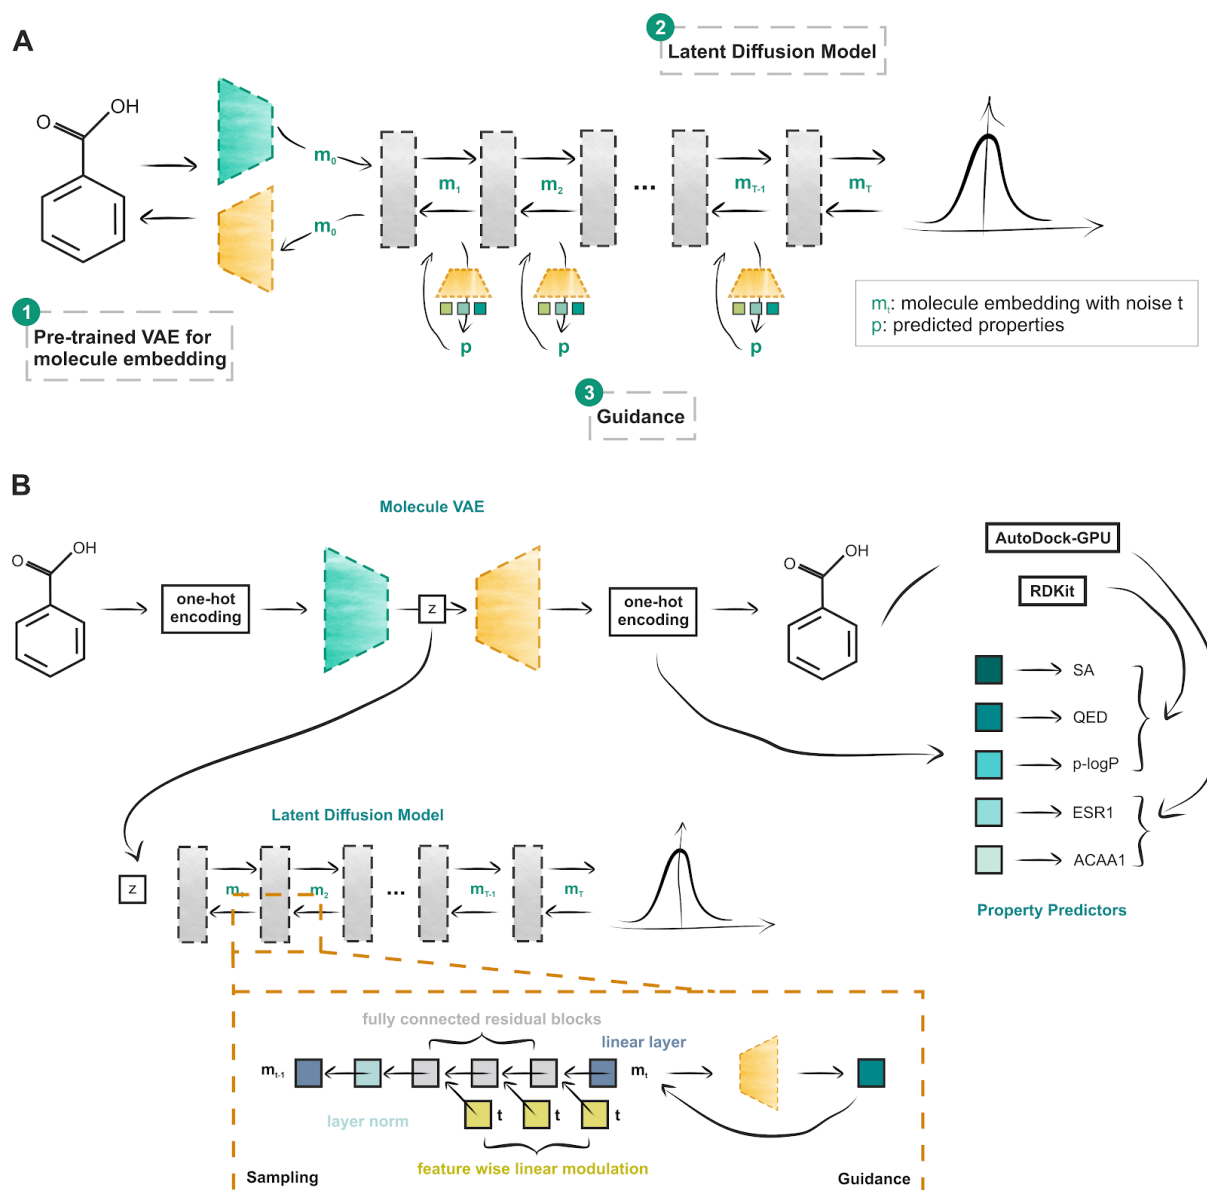 A
2
Latent Diffusion Model
O
OH
m0
m0
m1
m2
...
mT-1
mT
p
p
p
mt: molecule embedding with noise t
p: predicted properties
1
Pre-trained VAE for
molecule embedding
3
Guidance
B
Molecule VAE
O
OH
one-hot
encoding
z
one-hot
encoding
O
OH
AutoDock-GPU
RDKit
SA
QED
p-logP
ESR1
ACAA1
Property Predictors
Latent Diffusion Model
z
m1
m2
...
mT-1
mT
fully connected residual blocks
linear layer
mt-1
mt
layer norm
t
t
t
feature wise linear modulation
Sampling
Guidance